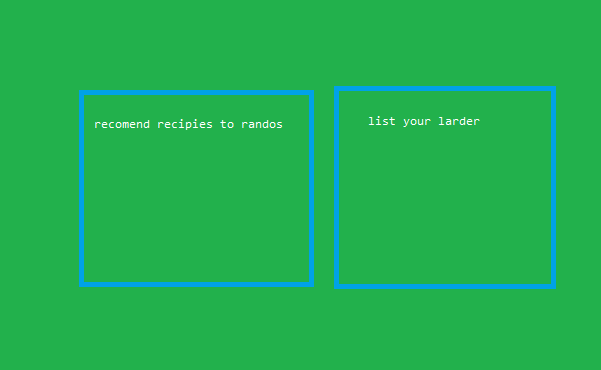 recomend recipies to randos
list your larder